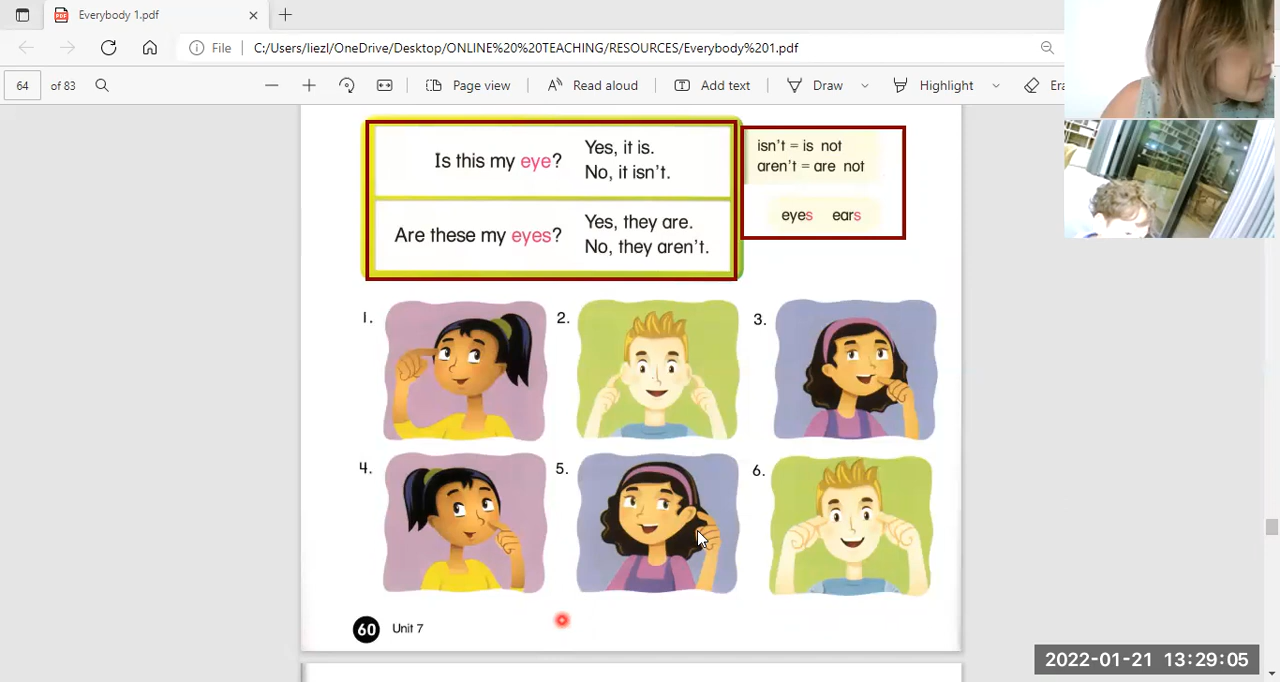 Everybody 1.pdf
File C:/Users/liezl/OneDrive/Desktop/ONLINE%20%20TEACHING/RESOURCES/Everybody%201.pdf
64 of 83 Page view Read aloud Add text Draw Highlight Era
Is this my eye?
Yes, it is.
No, it isn't.
Are these my eyes?
Yes, they are.
No, they aren't.
isn't = is not
aren't = are not
eyes ears
1. 2. 3.
4. 5. 6.
60 Unit 7
2022-01-21 13:29:05